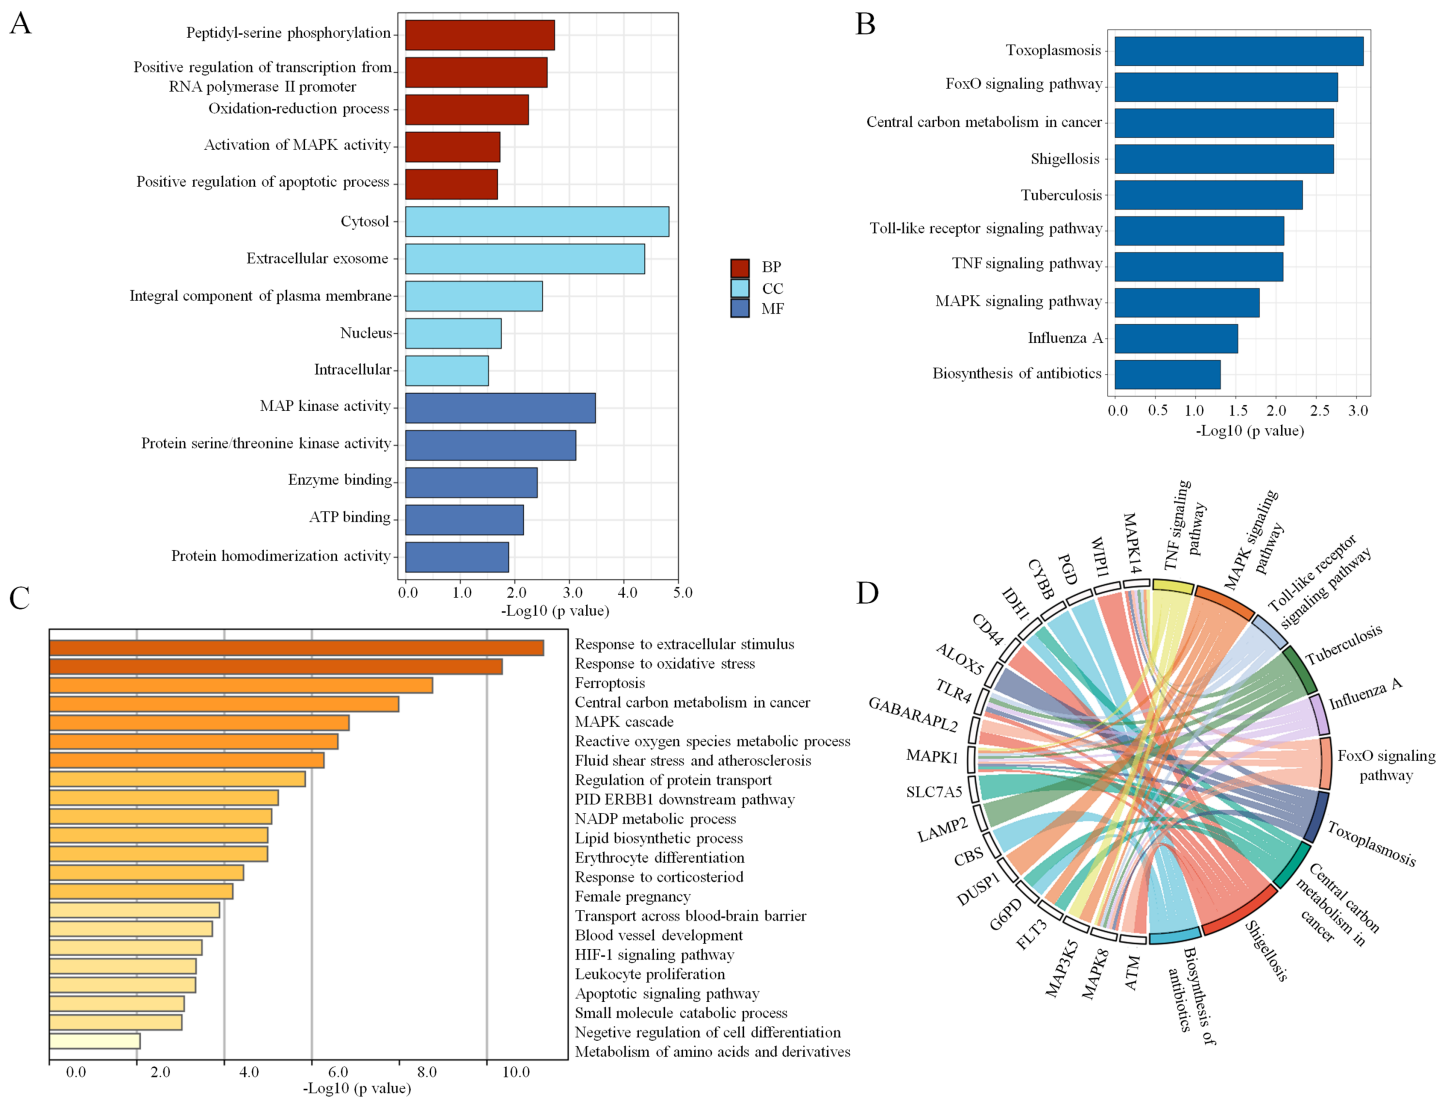 A
Peptidyl-serine phosphorylation
Positive regulation of transcription from
RNA polymerase II promoter
Oxidation-reduction process
Activation of MAPK activity
Positive regulation of apoptotic process
Cytosol
Extracellular exosome
Integral component of plasma membrane
Nucleus
Intracellular
MAP kinase activity
Protein serine/threonine kinase activity
Enzyme binding
ATP binding
Protein homodimerization activity
0.0 1.0 2.0 3.0 4.0 5.0
-Log10 (p value)
BP
CC
MF
B
Toxoplasmosis
FoxO signaling pathway
Central carbon metabolism in cancer
Shigellosis
Tuberculosis
Toll-like receptor signaling pathway
TNF signaling pathway
MAPK signaling pathway
Influenza A
Biosynthesis of antibiotics
0.0 0.5 1.0 1.5 2.0 2.5 3.0
-Log10 (p value)
C
Response to extracellular stimulus
Response to oxidative stress
Ferroptosis
Central carbon metabolism in cancer
MAPK cascade
Reactive oxygen species metabolic process
Fluid shear stress and atherosclerosis
Regulation of protein transport
PID ERBB1 downstream pathway
NADP metabolic process
Lipid biosynthetic process
Erythrocyte differentiation
Response to corticosteriod
Female pregnancy
Transport across blood-brain barrier
Blood vessel development
HIF-1 signaling pathway
Leukocyte proliferation
Apoptotic signaling pathway
Small molecule catabolic process
Negetive regulation of cell differentiation
Metabolism of amino acids and derivatives
0.0 2.0 4.0 6.0 8.0 10.0
-Log10 (p value)
D
TNF signaling
pathway
MAPK signaling
pathway
Toll-like receptor
signaling pathway
Tuberculosis
Influenza A
FoxO signaling
pathway
Toxoplasmosis
Central carbon
metabolism in
cancer
Shigellosis
Biosynthesis of
antibiotics
ATM
MAPK8
MAP3K5
FLT3
G6PD
DUSP1
CBS
LAMP2
SLC7A5
MAPK1
GABARAPL2
TLR4
ALOX5
CD44
IDH1
CYBB
PGD
WIPI1
MAPK14